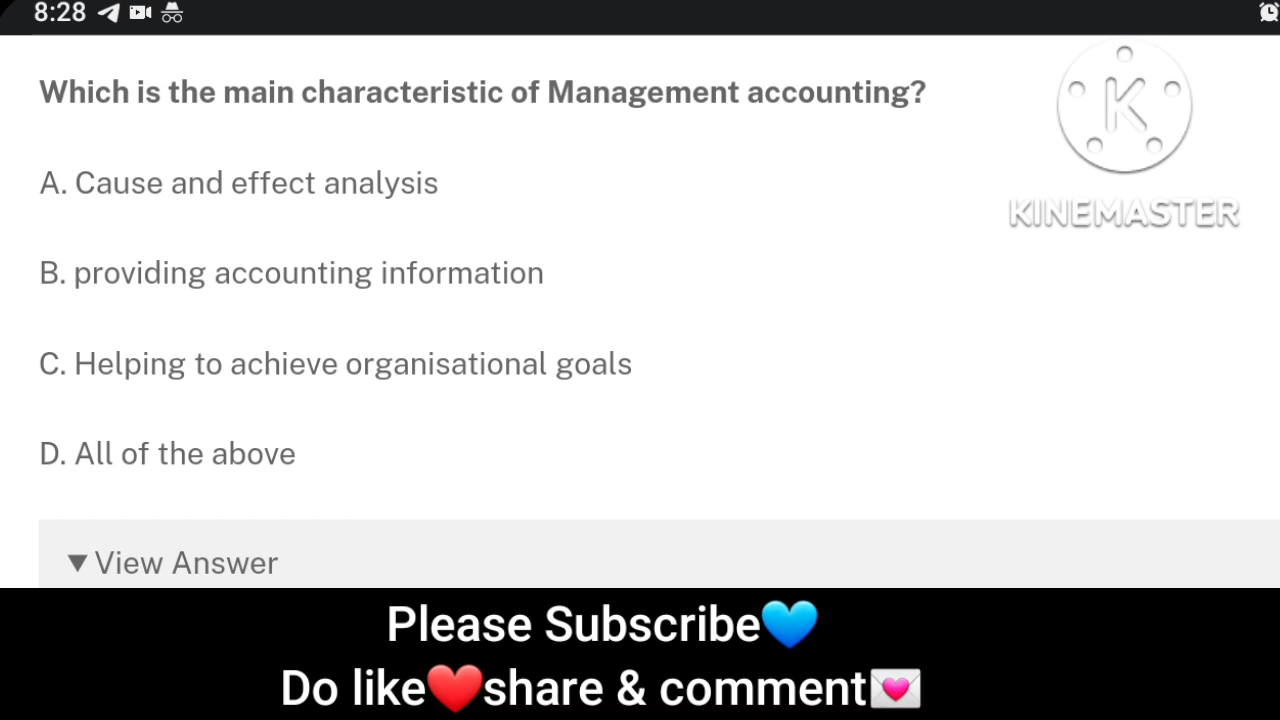 8:28
Which is the main characteristic of Management accounting?
K
KINEMASTER
A. Cause and effect analysis
B. providing accounting information
C. Helping to achieve organisational goals
D. All of the above
▼ View Answer
Please Subscribe💙
Do like❤️share & comment💌